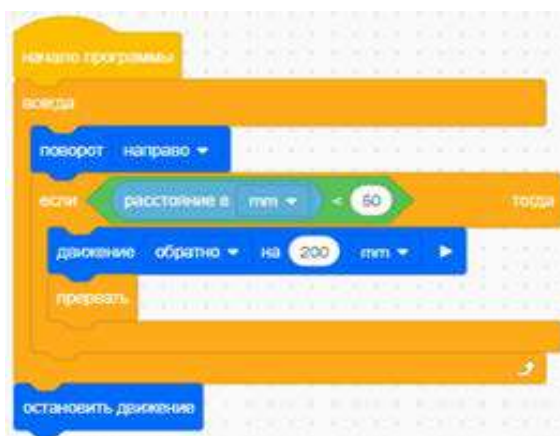 начало программы
всегда
поворот направо
если расстояние в mm < 50 тогда
движение обратно на 200 mm
прервать
остановить движение